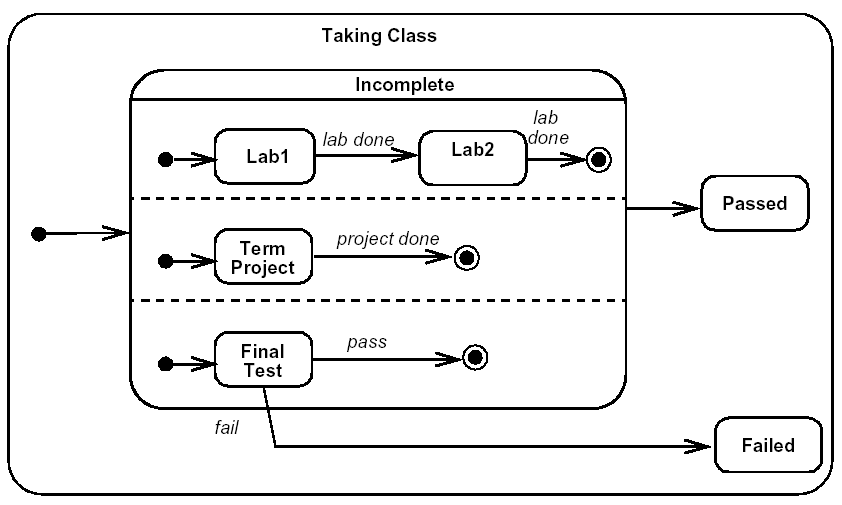 Taking Class
Incomplete
Lab1
lab done
Lab2
lab
done
Passed
Term
Project
project done
Final
Test
pass
fail
Failed